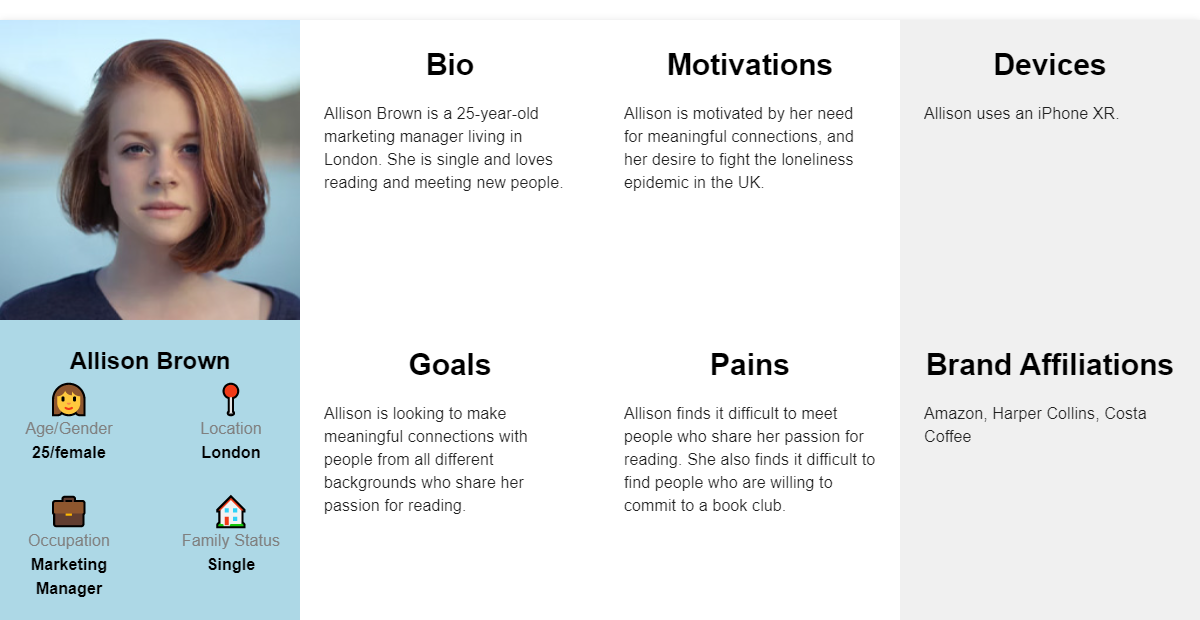 Bio
Allison Brown is a 25-year-old
marketing manager living in
London. She is single and loves
reading and meeting new people.
Motivations
Allison is motivated by her need
for meaningful connections, and
her desire to fight the loneliness
epidemic in the UK.
Devices
Allison uses an iPhone XR.
Allison Brown
Age/Gender
25/female
Location
London
Occupation
Marketing
Manager
Family Status
Single
Goals
Allison is looking to make
meaningful connections with
people from all different
backgrounds who share her
passion for reading.
Pains
Allison finds it difficult to meet
people who share her passion for
reading. She also finds it difficult to
find people who are willing to
commit to a book club.
Brand Affiliations
Amazon, Harper Collins, Costa
Coffee